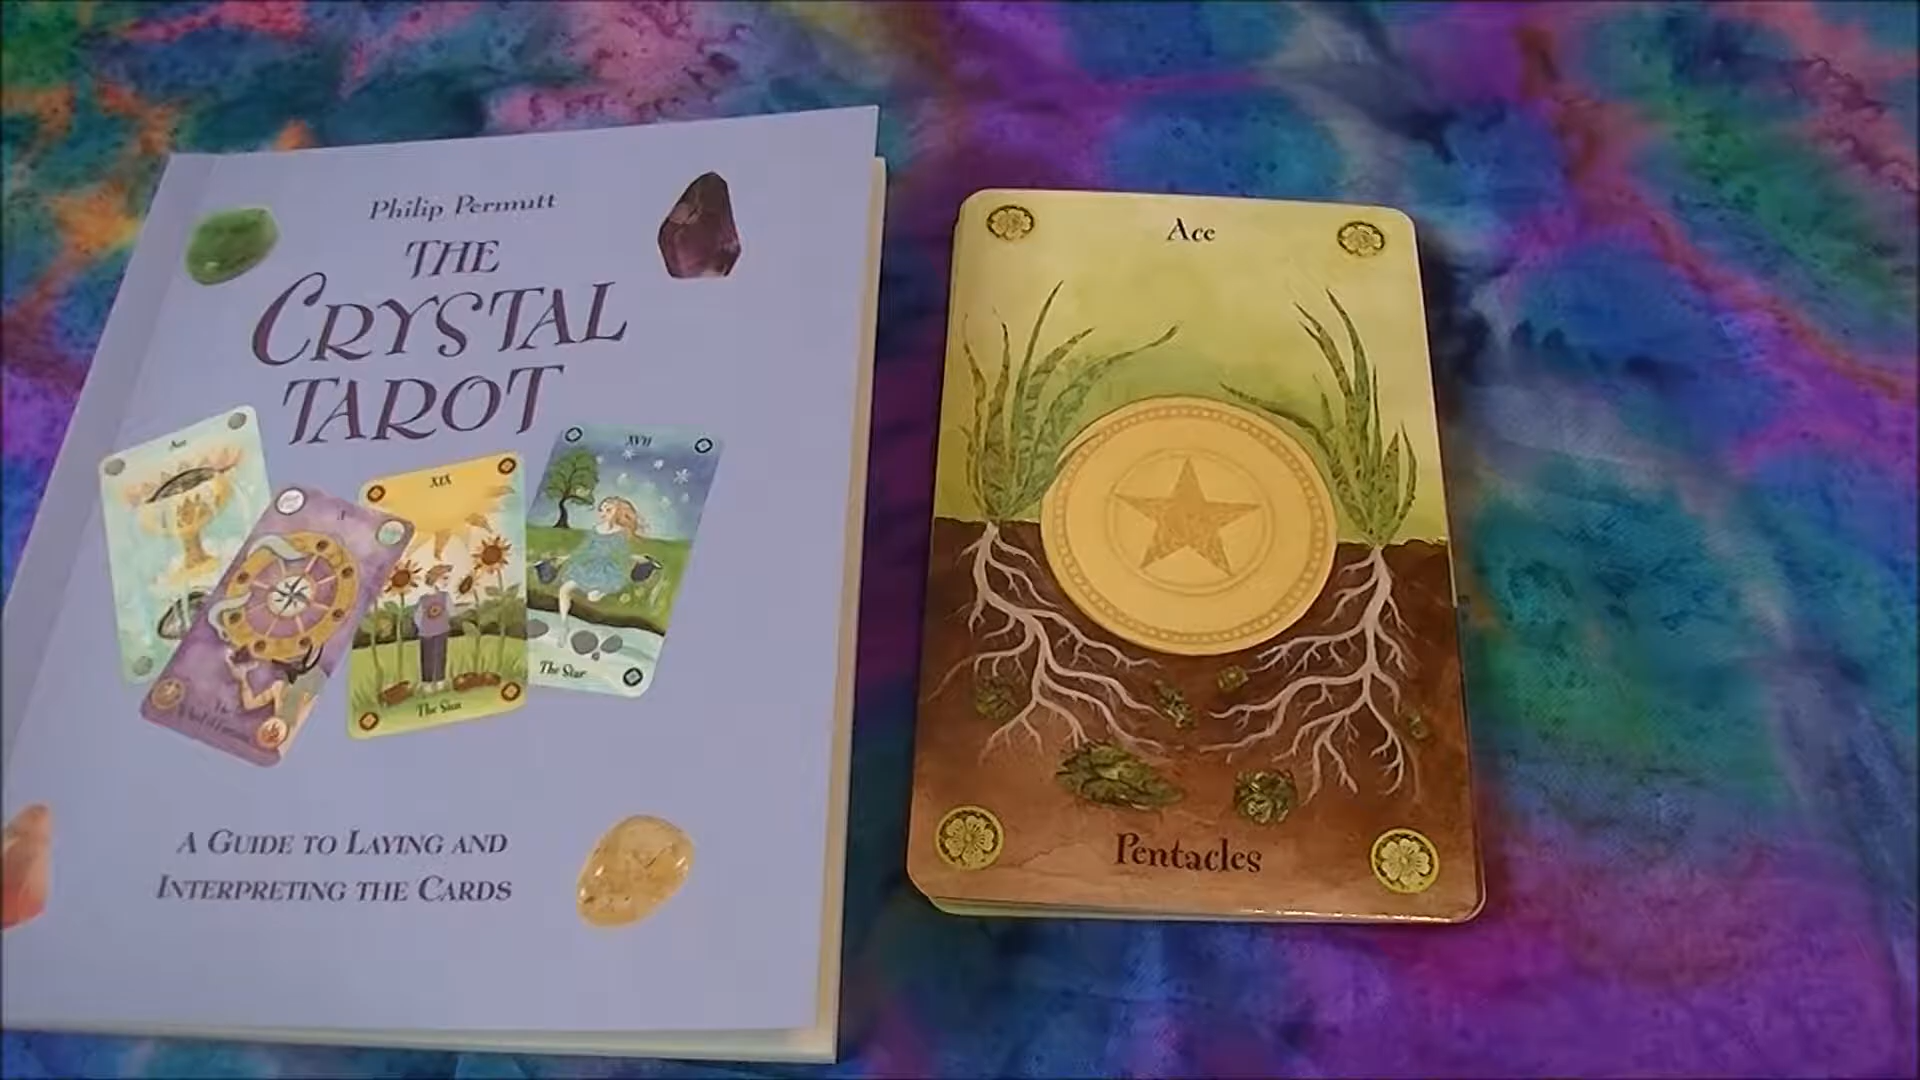 Philip Permutt
THE
CRYSTAL
TAROT
Ace
XIX
The Sun
XVII
The Star
A GUIDE TO LAYING AND
INTERPRETING THE CARDS
Ace
Pentacles